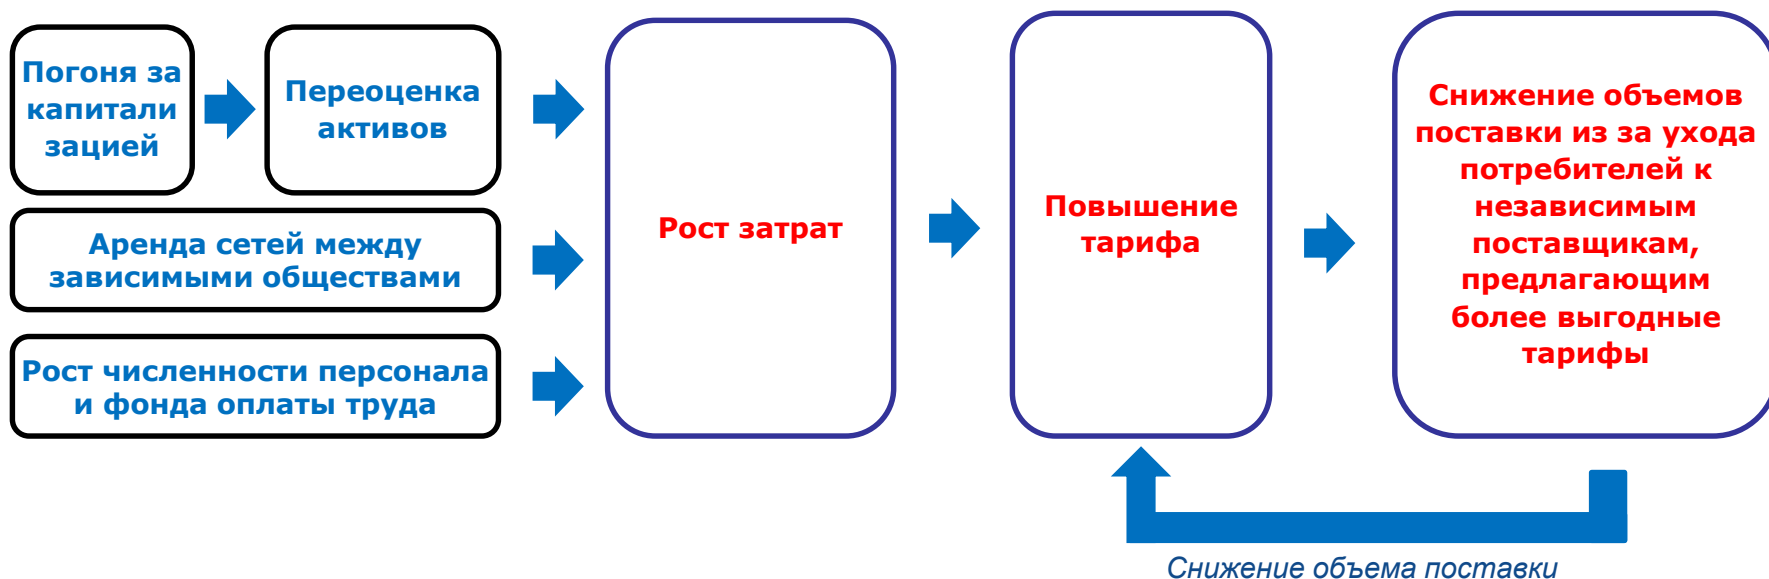 Погоня за
капитали
зацией
Переоценка
активов
Аренда сетей между
зависимыми обществами
Рост численности персонала
и фонда оплаты труда
Рост затрат
Повышение
тарифа
Снижение объемов
поставки из за ухода
потребителей к
независимым
поставщикам,
предлагающим
более выгодные
тарифы
Снижение объема поставки